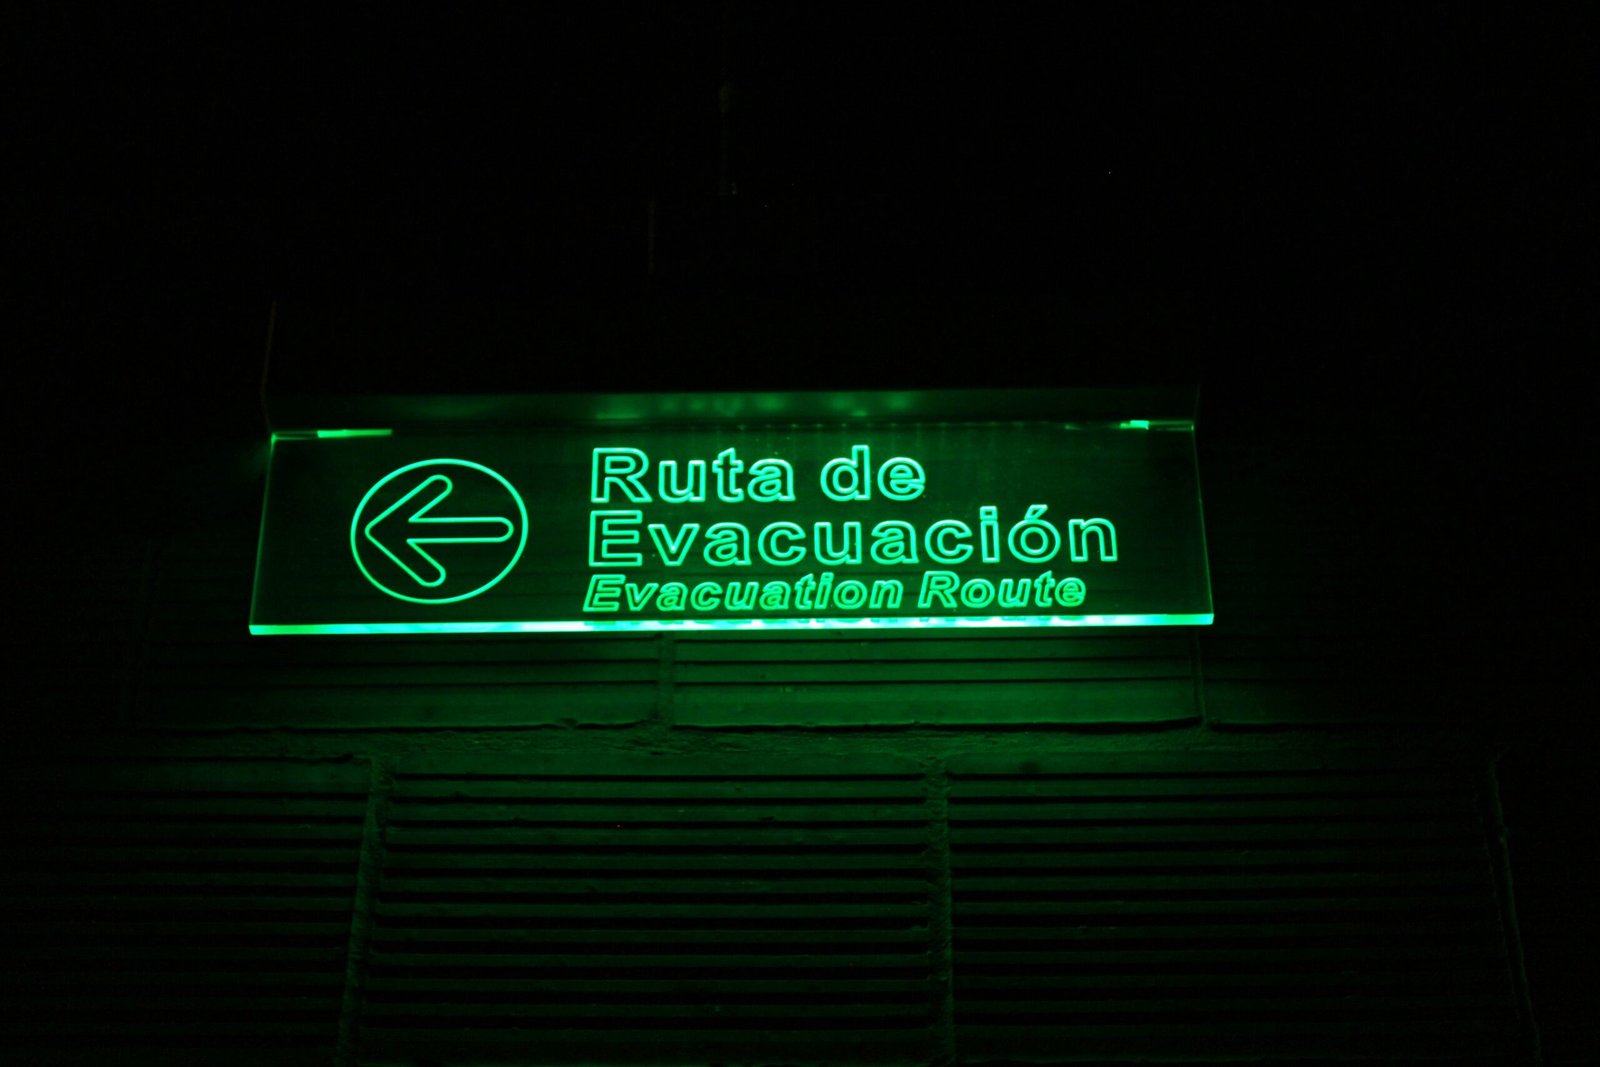 Ruta de
Evacuación
Evacuation Route